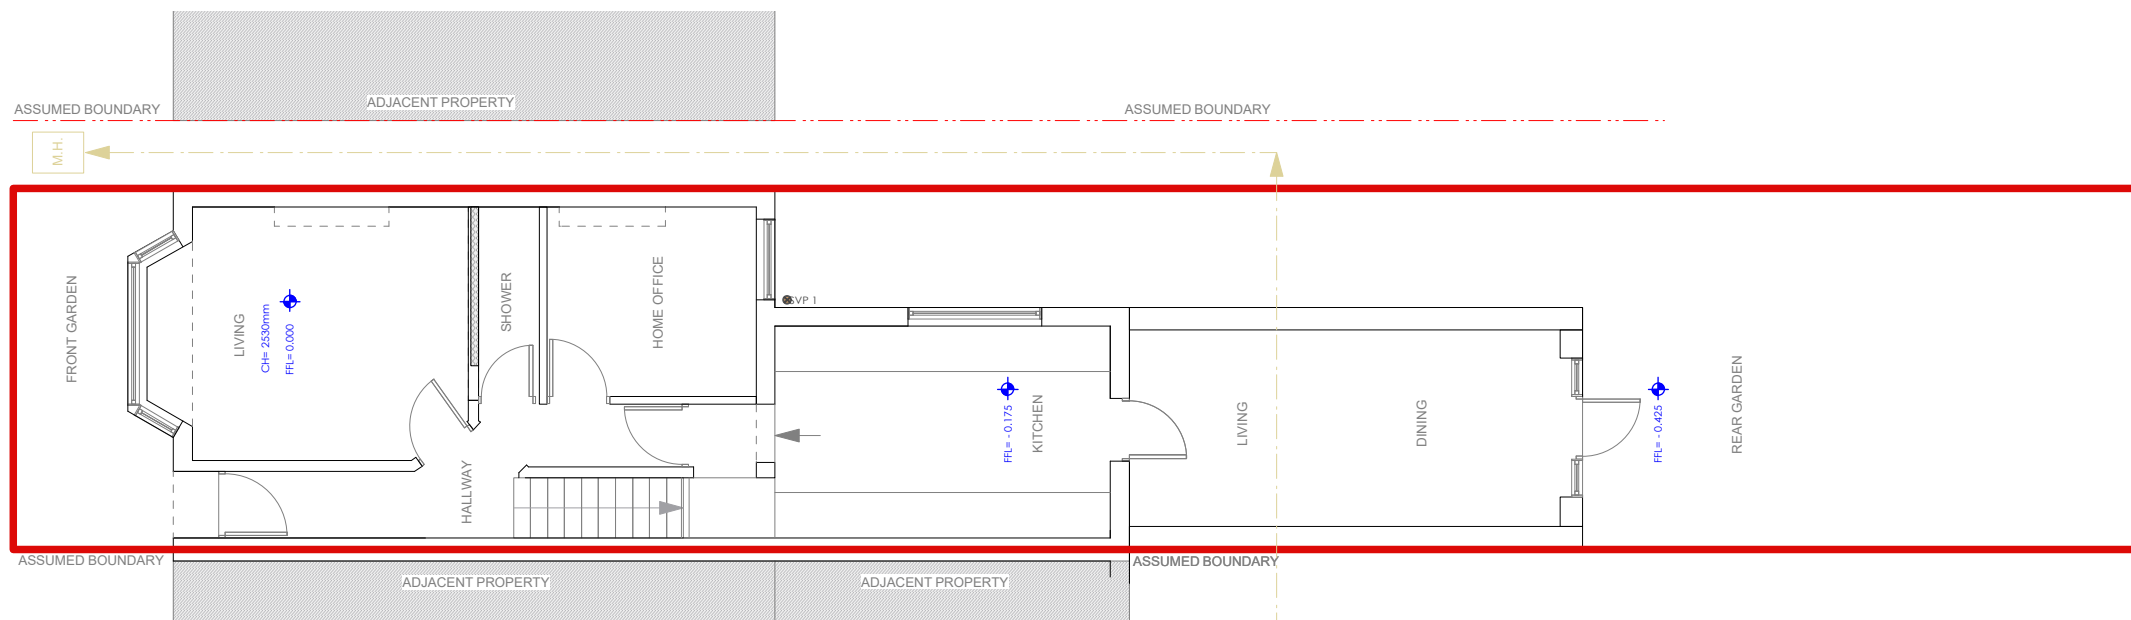 ADJACENT PROPERTY
ASSUMED BOUNDARY
ASSUMED BOUNDARY
M.H.
FRONT GARDEN
LIVING
CH= 2530mm
FFL= 0.000
SHOWER
HOME OFFICE
SVP 1
HALLWAY
FFL= - 0.175
KITCHEN
LIVING
DINING
FFL= - 0.425
REAR GARDEN
ASSUMED BOUNDARY
ASSUMED BOUNDARY
ADJACENT PROPERTY
ADJACENT PROPERTY